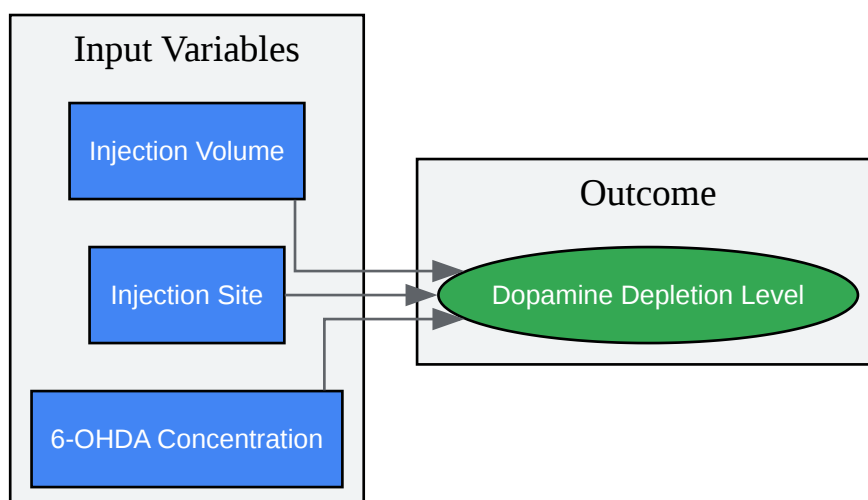 Input Variables
Injection Volume
Injection Site
6-OHDA Concentration
Outcome
Dopamine Depletion Level